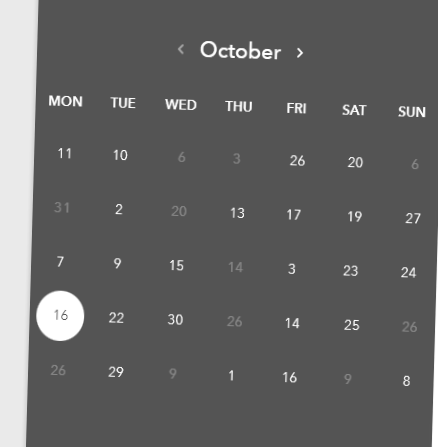 ‹ October ›
MON TUE WED THU FRI SAT SUN
11 10 6 3 26 20 6
31 2 20 13 17 19 27
7 9 15 14 3 23 24
16 22 30 26 14 25 26
26 29 9 1 16 9 8